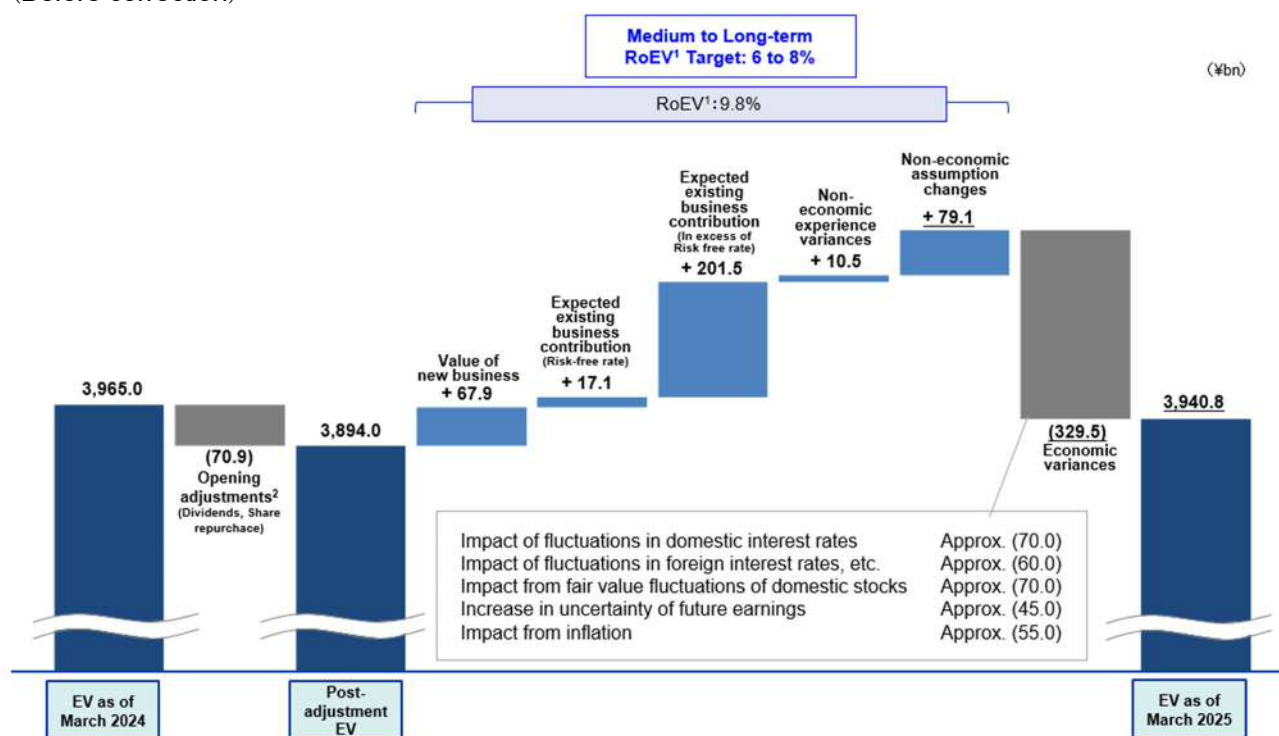 (Before correction)
Medium to Long-term
RoEV¹ Target: 6 to 8%
(¥bn)
RoEV¹:9.8%
3,965.0
(70.9)
Opening
adjustments²
(Dividends, Share
repurchace)
3,894.0
Value of
new business
+ 67.9
Expected
existing
business
contribution
(Risk-free rate)
+ 17.1
Expected
existing
business
contribution
(In excess of
Risk free rate)
+ 201.5
Non-
economic
experience
variances
+ 10.5
Non-economic
assumption
changes
+ 79.1
(329.5)
Economic
variances
3,940.8
Impact of fluctuations in domestic interest rates Approx. (70.0)
Impact of fluctuations in foreign interest rates, etc. Approx. (60.0)
Impact from fair value fluctuations of domestic stocks Approx. (70.0)
Increase in uncertainty of future earnings Approx. (45.0)
Impact from inflation Approx. (55.0)
EV as of
March 2024
Post-
adjustment
EV
EV as of
March 2025